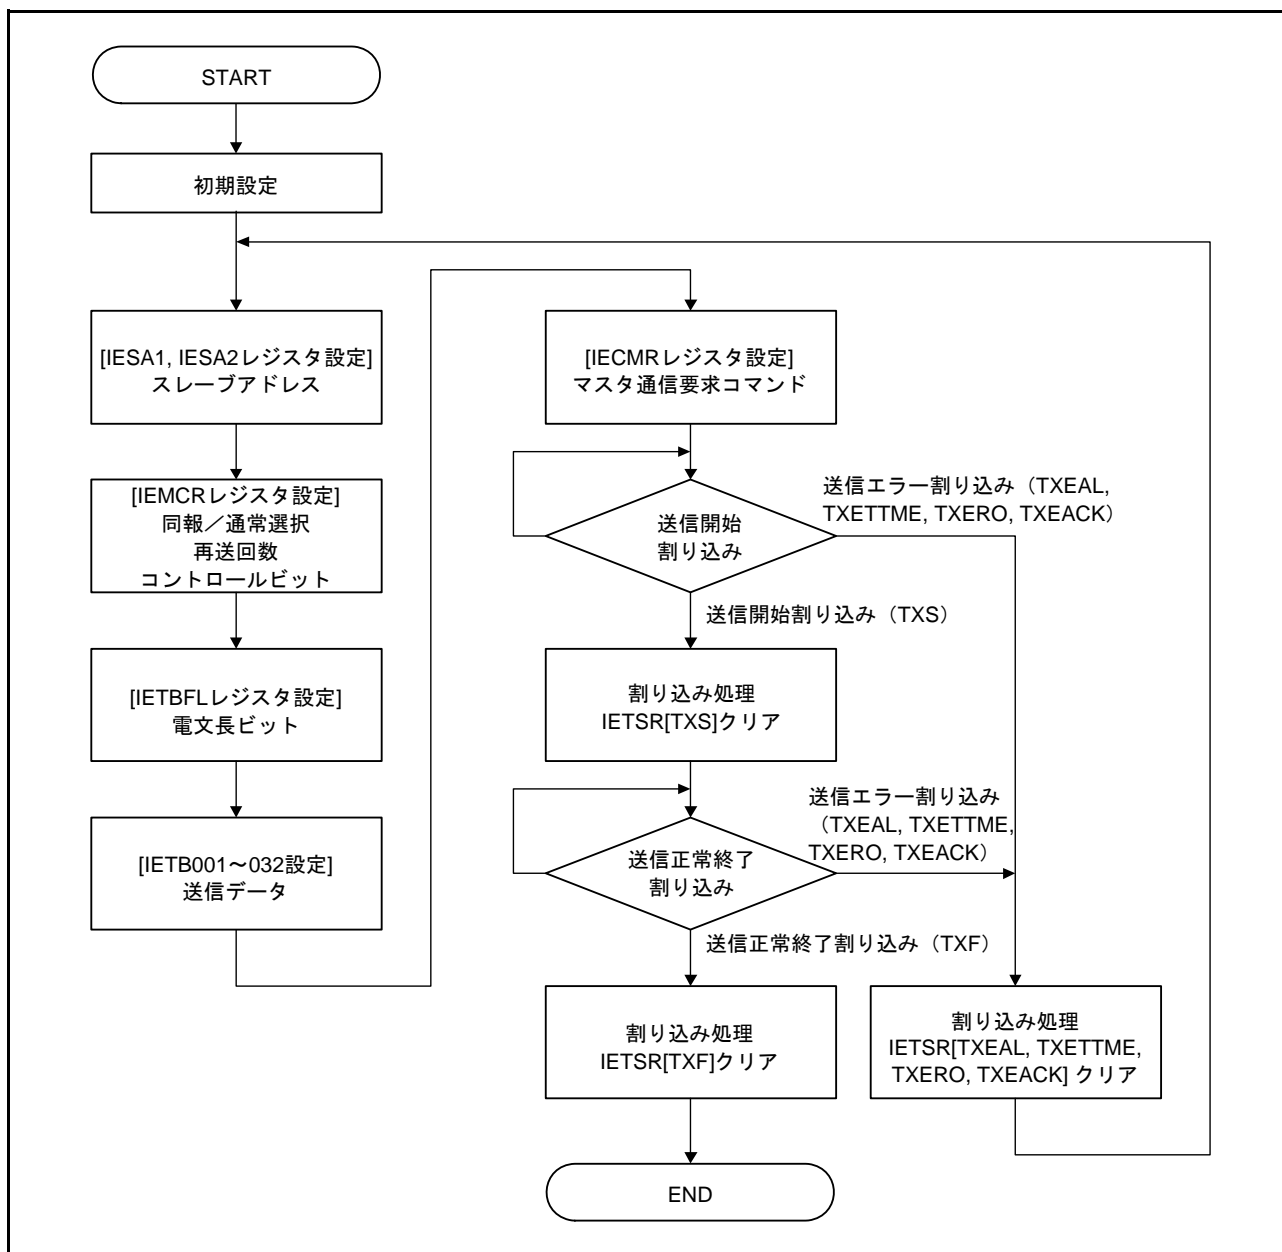 START
初期設定
[IESA1, IESA2レジスタ設定]
スレーブアドレス
[IEMCRレジスタ設定]
同報／通常選択
再送回数
コントロールビット
[IETBFLレジスタ設定]
電文長ビット
[IETB001～032設定]
送信データ
[IECMRレジスタ設定]
マスタ通信要求コマンド
送信開始
割り込み
送信エラー割り込み（TXEAL,
TXETTME, TXERO, TXEACK）
送信開始割り込み（TXS）
割り込み処理
IETSR[TXS]クリア
送信正常終了
割り込み
送信エラー割り込み
（TXEAL, TXETTME,
TXERO, TXEACK）
送信正常終了割り込み（TXF）
割り込み処理
IETSR[TXF]クリア
割り込み処理
IETSR[TXEAL, TXETTME,
TXERO, TXEACK] クリア
END